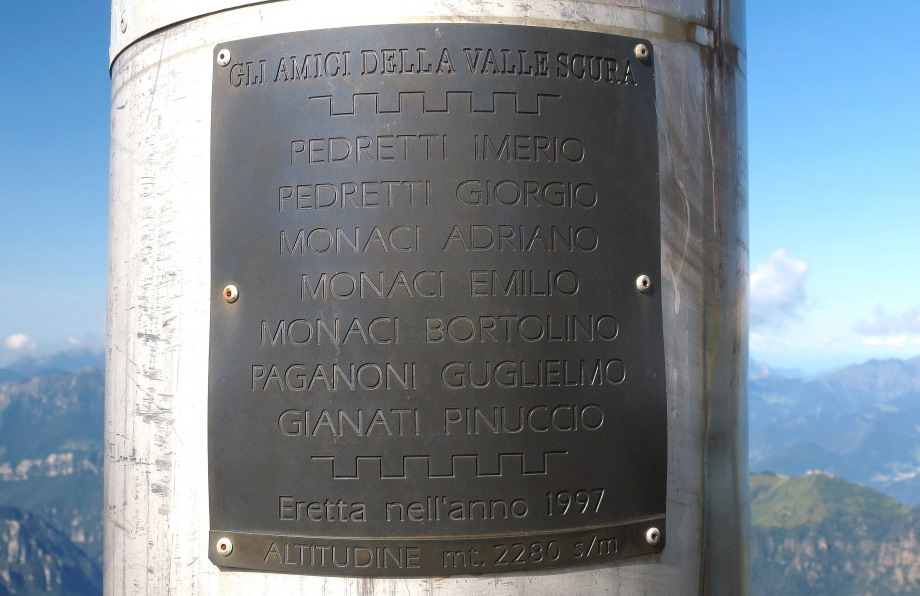 GLI AMICI DELLA VALLE SCURA
PEDRETTI IMERIO
PEDRETTI GIORGIO
MONACI ADRIANO
MONACI EMILIO
MONACI BORTOLINO
PAGANONI GUGLIELMO
GIANATI PINUCCIO
Eretta nell'anno 1997
ALTITUDINE mt. 2280 s/m